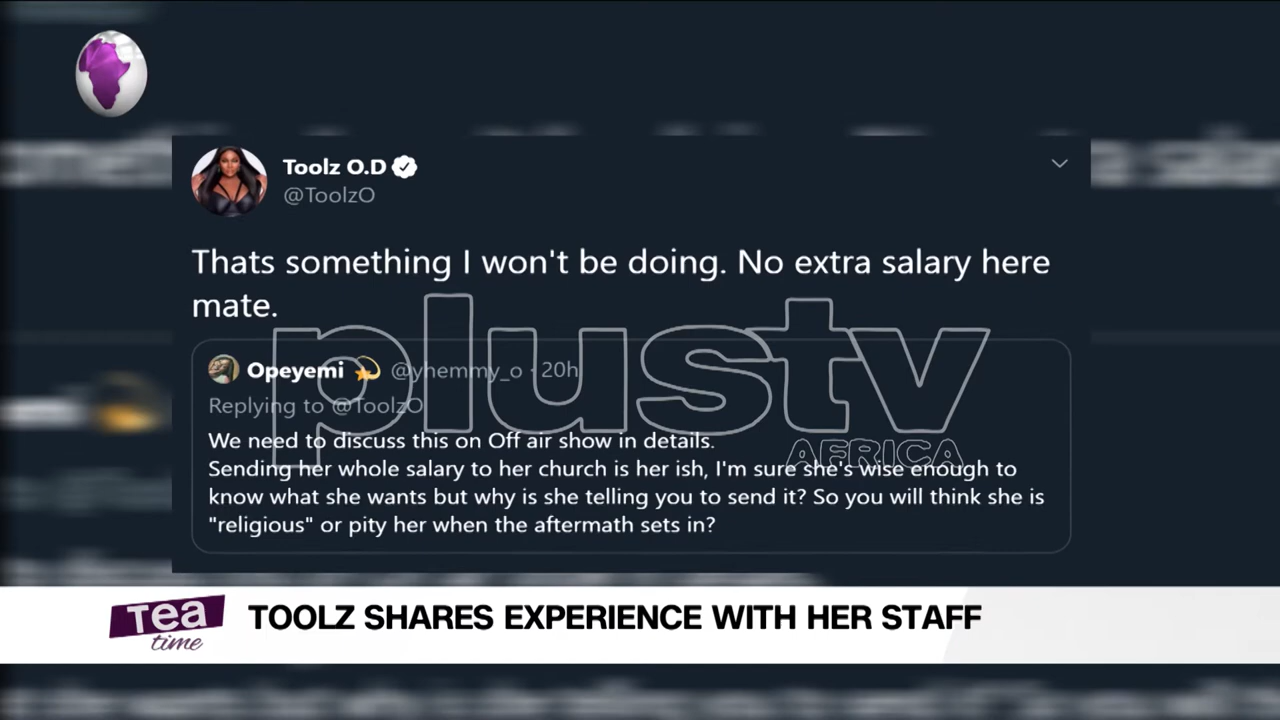 Toolz O.D
@ToolzO
Thats something I won't be doing. No extra salary here
mate.
plustv
AFRICA
Opeyemi 💫 @yhemmy_o · 20h
Replying to @ToolzO
We need to discuss this on Off air show in details.
Sending her whole salary to her church is her ish, I'm sure she's wise enough to
know what she wants but why is she telling you to send it? So you will think she is
"religious" or pity her when the aftermath sets in?
Tea
time
TOOLZ SHARES EXPERIENCE WITH HER STAFF